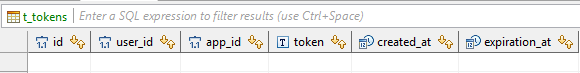 t_tokens Enter a SQL expression to filter results (use Ctrl+Space)
id user_id app_id token created_at expiration_at